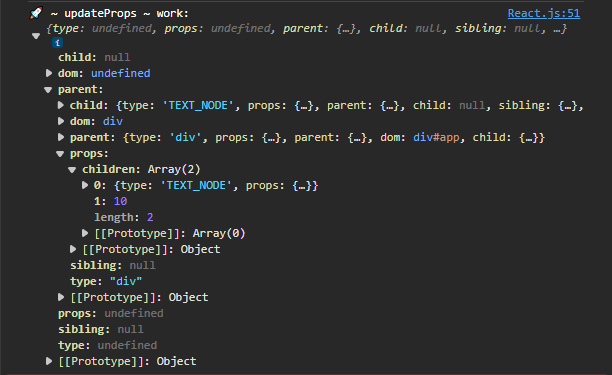 🚀 ~ updateProps ~ work: React.js:51
{type: undefined, props: undefined, parent: {…}, child: null, sibling: null, …}
i
child: null
dom: undefined
parent:
child: {type: 'TEXT_NODE', props: {…}, parent: {…}, child: null, sibling: {…},
dom: div
parent: {type: 'div', props: {…}, parent: {…}, dom: div#app, child: {…}}
props:
children: Array(2)
0: {type: 'TEXT_NODE', props: {…}}
1: 10
length: 2
[[Prototype]]: Array(0)
[[Prototype]]: Object
sibling: null
type: "div"
[[Prototype]]: Object
props: undefined
sibling: null
type: undefined
[[Prototype]]: Object